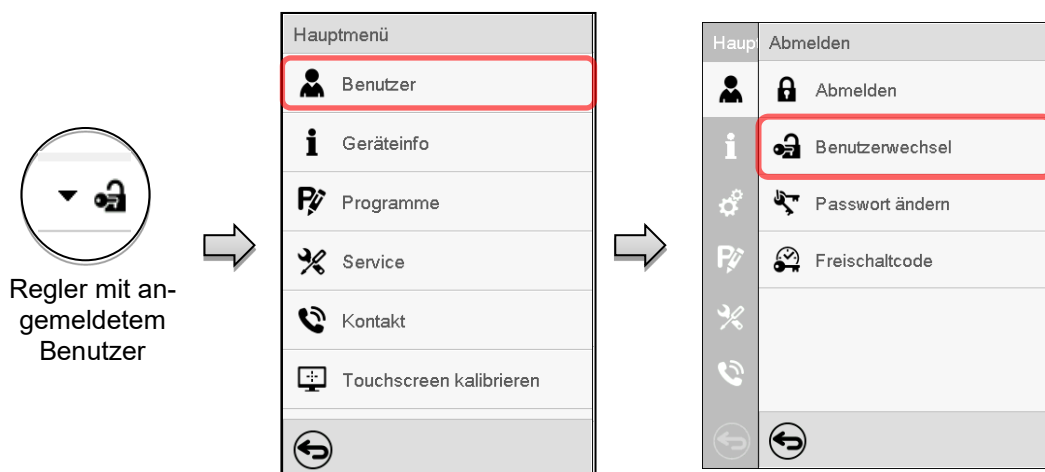 Regler mit an-
gemeldetem
Benutzer
Hauptmenü
Benutzer
Geräteinfo
Programme
Service
Kontakt
Touchscreen kalibrieren
Haup
Abmelden
Abmelden
Benutzerwechsel
Passwort ändern
Freischaltcode